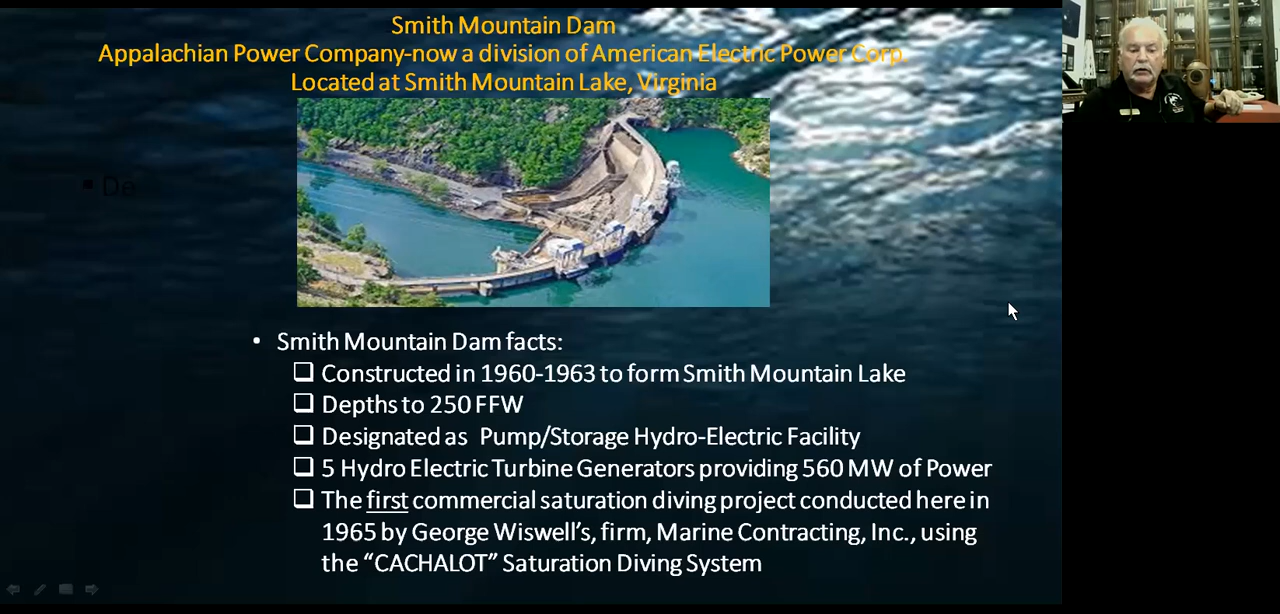 Smith Mountain Dam
Appalachian Power Company-now a division of American Electric Power Corp.
Located at Smith Mountain Lake, Virginia
▪ De
• Smith Mountain Dam facts:
❑ Constructed in 1960-1963 to form Smith Mountain Lake
❑ Depths to 250 FFW
❑ Designated as Pump/Storage Hydro-Electric Facility
❑ 5 Hydro Electric Turbine Generators providing 560 MW of Power
❑ The first commercial saturation diving project conducted here in
1965 by George Wiswell’s, firm, Marine Contracting, Inc., using
the “CACHALOT” Saturation Diving System